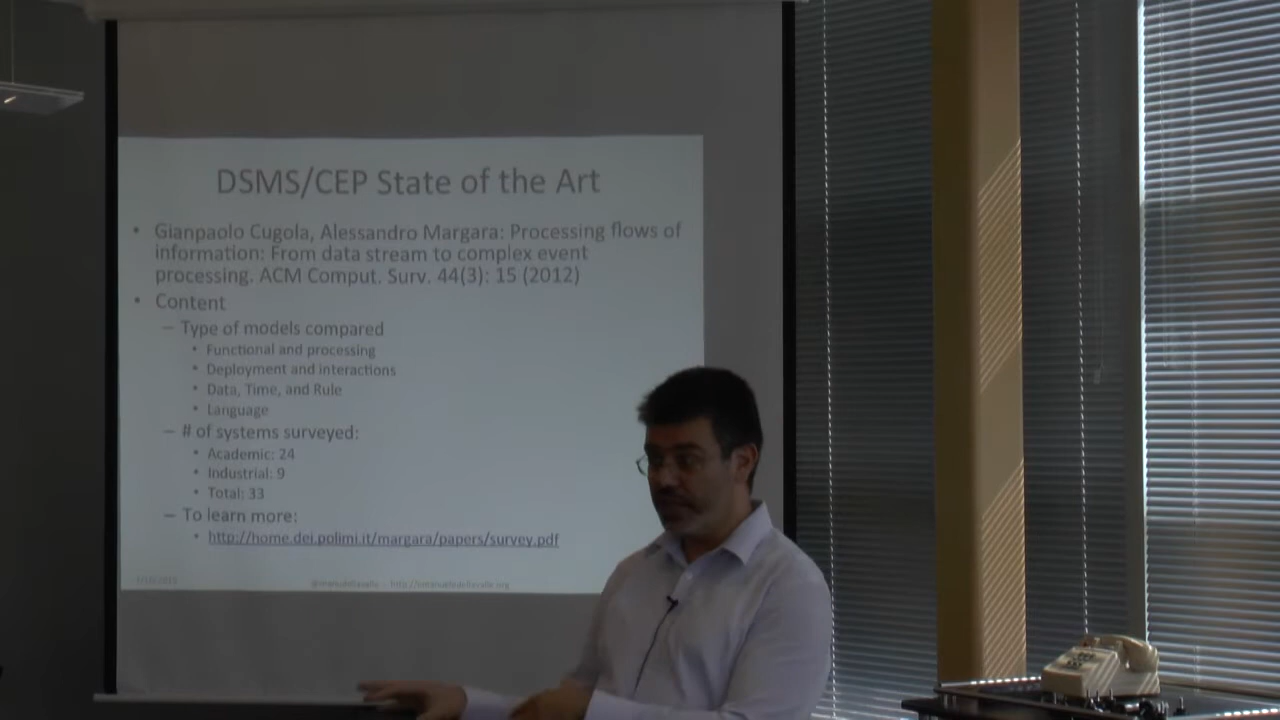 DSMS/CEP State of the Art
• Gianpaolo Cugola, Alessandro Margara: Processing flows of
information: From data stream to complex event
processing. ACM Comput. Surv. 44(3): 15 (2012)
• Content
– Type of models compared
• Functional and processing
• Deployment and interactions
• Data, Time, and Rule
• Language
– # of systems surveyed:
• Academic: 24
• Industrial: 9
• Total: 33
– To learn more:
• http://home.dei.polimi.it/margara/papers/survey.pdf